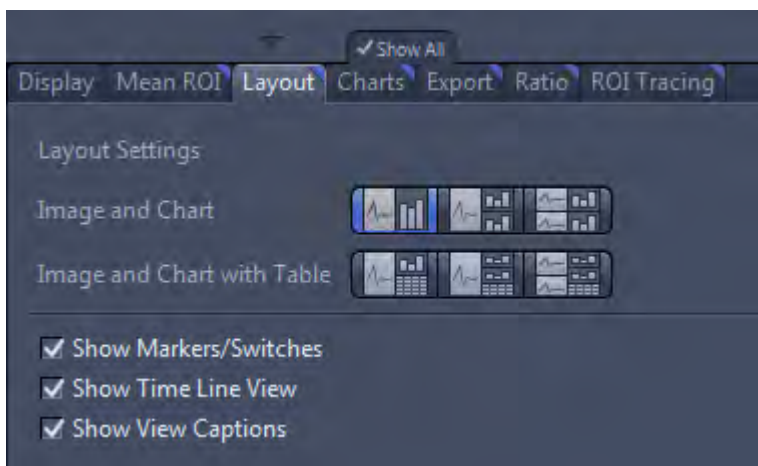 Show All
Display Mean ROI Layout Charts Export Ratio ROI Tracing
Layout Settings
Image and Chart
Image and Chart with Table
Show Markers/Switches
Show Time Line View
Show View Captions